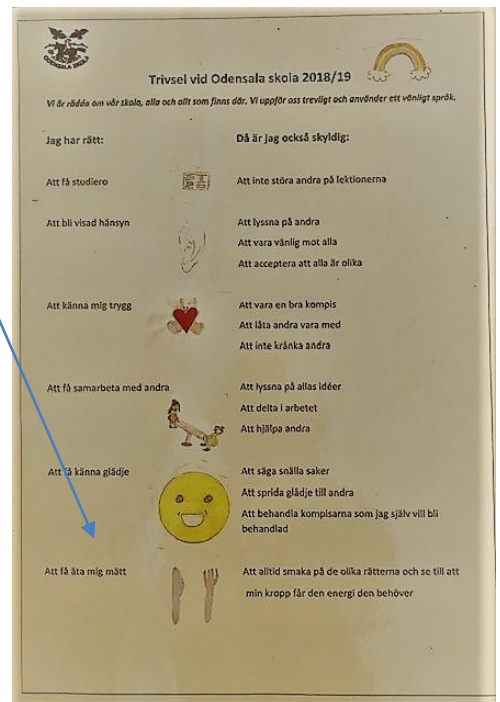 ODENSALA SKOLA
Trivsel vid Odensala skola 2018/19
Vi är rädda om vår skola, alla och allt som finns där. Vi uppför oss trevligt och använder ett vänligt språk.
Jag har rätt:
Då är jag också skyldig:
Att få studiero
Att inte störa andra på lektionerna
Att bli visad hänsyn
Att lyssna på andra
Att vara vänlig mot alla
Att acceptera att alla är olika
Att känna mig trygg
Att vara en bra kompis
Att låta andra vara med
Att inte kränka andra
Att få samarbeta med andra
Att lyssna på allas idéer
Att delta i arbetet
Att hjälpa andra
Att få känna glädje
Att säga snälla saker
Att sprida glädje till andra
Att behandla kompisarna som jag själv vill bli
behandlad
Att få äta mig mätt
Att alltid smaka på de olika rätterna och se till att
min kropp får den energi den behöver